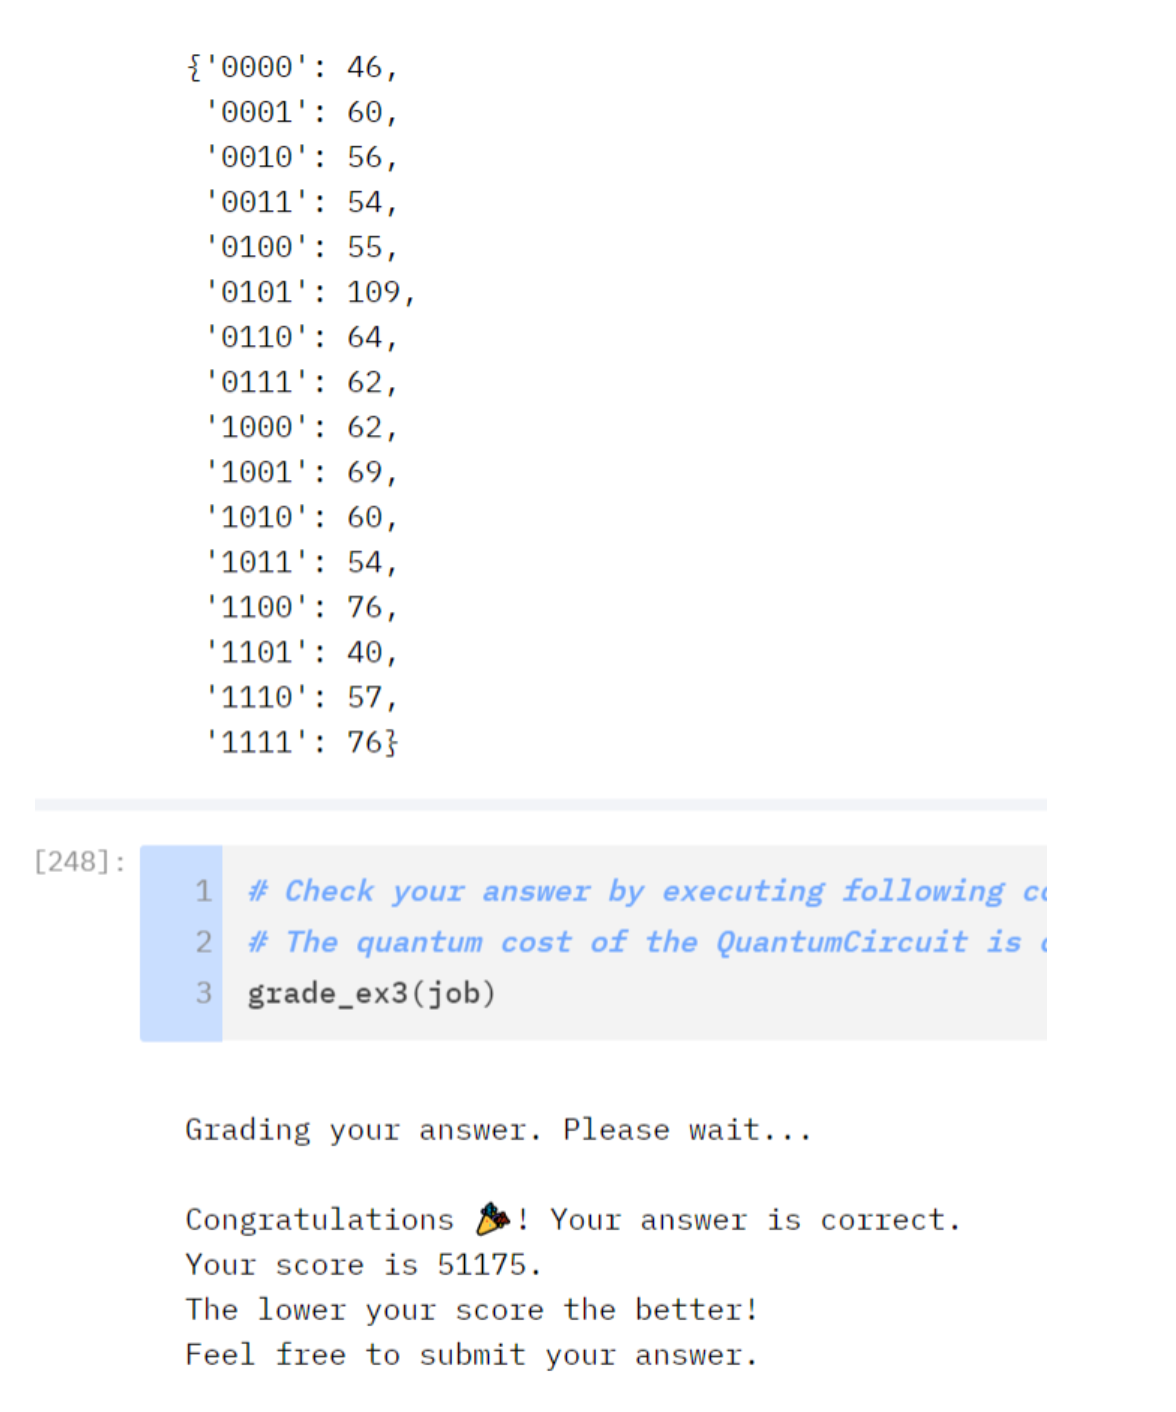 {'0000': 46,
'0001': 60,
'0010': 56,
'0011': 54,
'0100': 55,
'0101': 109,
'0110': 64,
'0111': 62,
'1000': 62,
'1001': 69,
'1010': 60,
'1011': 54,
'1100': 76,
'1101': 40,
'1110': 57,
'1111': 76}
[248]:
1 # Check your answer by executing following
2 # The quantum cost of the QuantumCircuit is
3 grade_ex3(job)
Grading your answer. Please wait...
Congratulations 🎉! Your answer is correct.
Your score is 51175.
The lower your score the better!
Feel free to submit your answer.